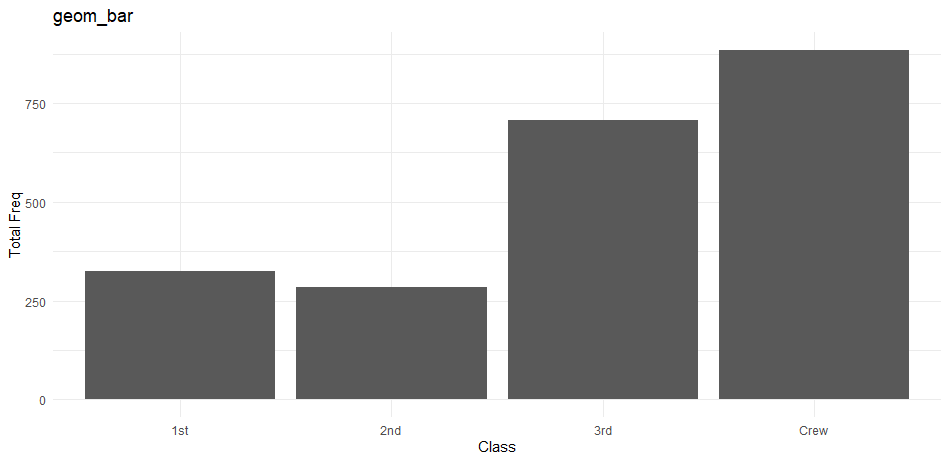 geom_bar
Total Freq
750
500
250
0
1st
2nd
3rd
Crew
Class